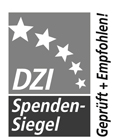 DZI
Spenden-
Siegel
Geprüft + Empfohlen!